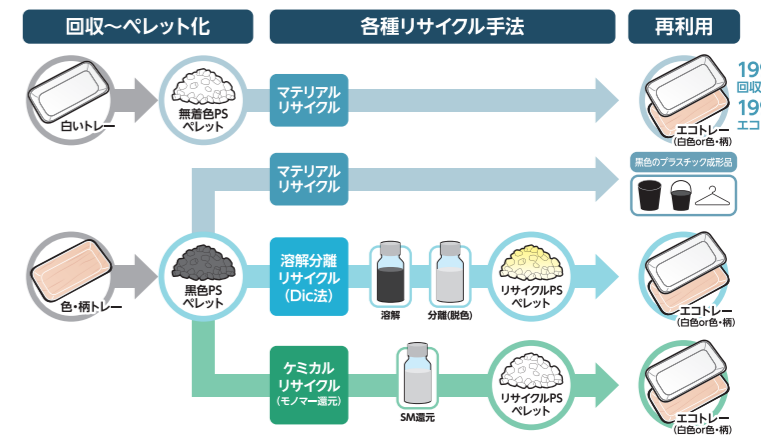 回収～ペレット化
各種リサイクル手法
再利用
白いトレー
無着色PS
ペレット
マテリアル
リサイクル
エコトレー
(白色or色・柄)
19
回収
19
エコ
マテリアル
リサイクル
黒色のプラスチック成形品
色・柄トレー
黒色PS
ペレット
溶解分離
リサイクル
(Dic法)
溶解
分離(脱色)
リサイクルPS
ペレット
エコトレー
(白色or色・柄)
ケミカル
リサイクル
(モノマー還元)
SM還元
リサイクルPS
ペレット
エコトレー
(白色or色・柄)